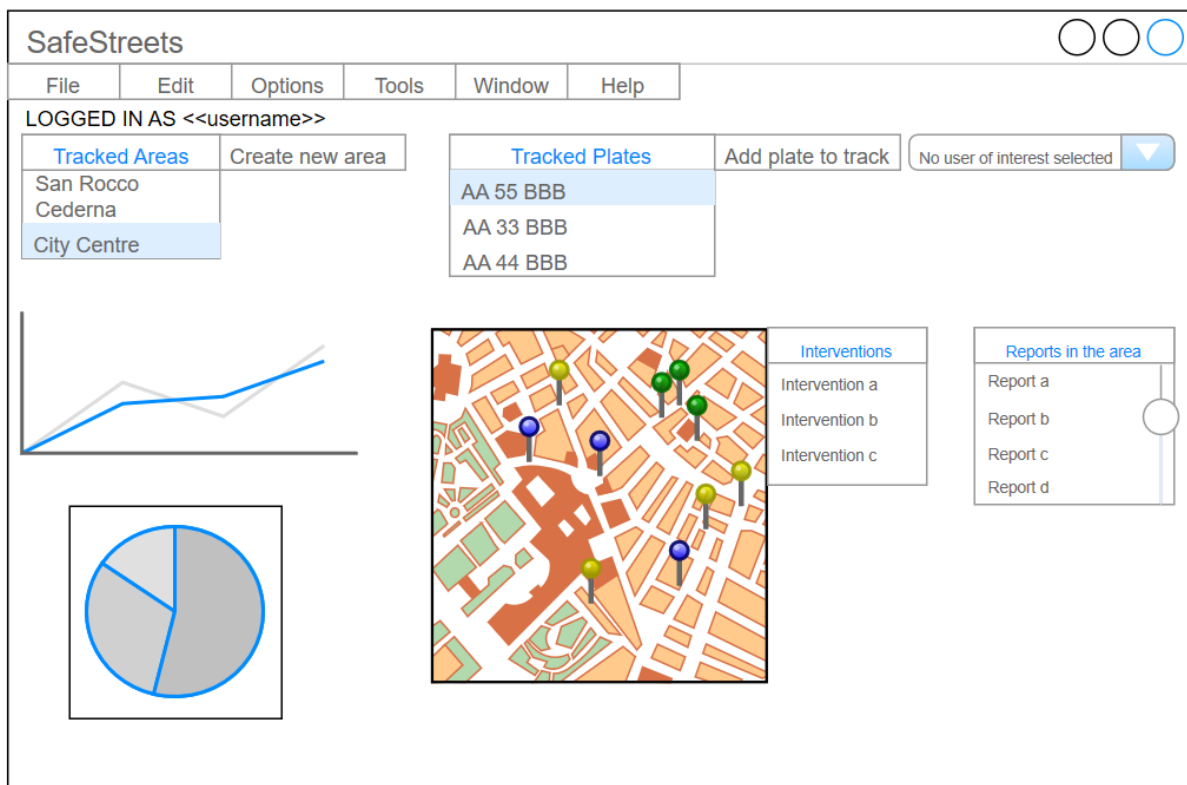 SafeStreets
File Edit Options Tools Window Help
LOGGED IN AS <<username>>
Tracked Areas Create new area
San Rocco
Cederna
City Centre
Tracked Plates Add plate to track
AA 55 BBB
AA 33 BBB
AA 44 BBB
No user of interest selected
Interventions
Intervention a
Intervention b
Intervention c
Reports in the area
Report a
Report b
Report c
Report d